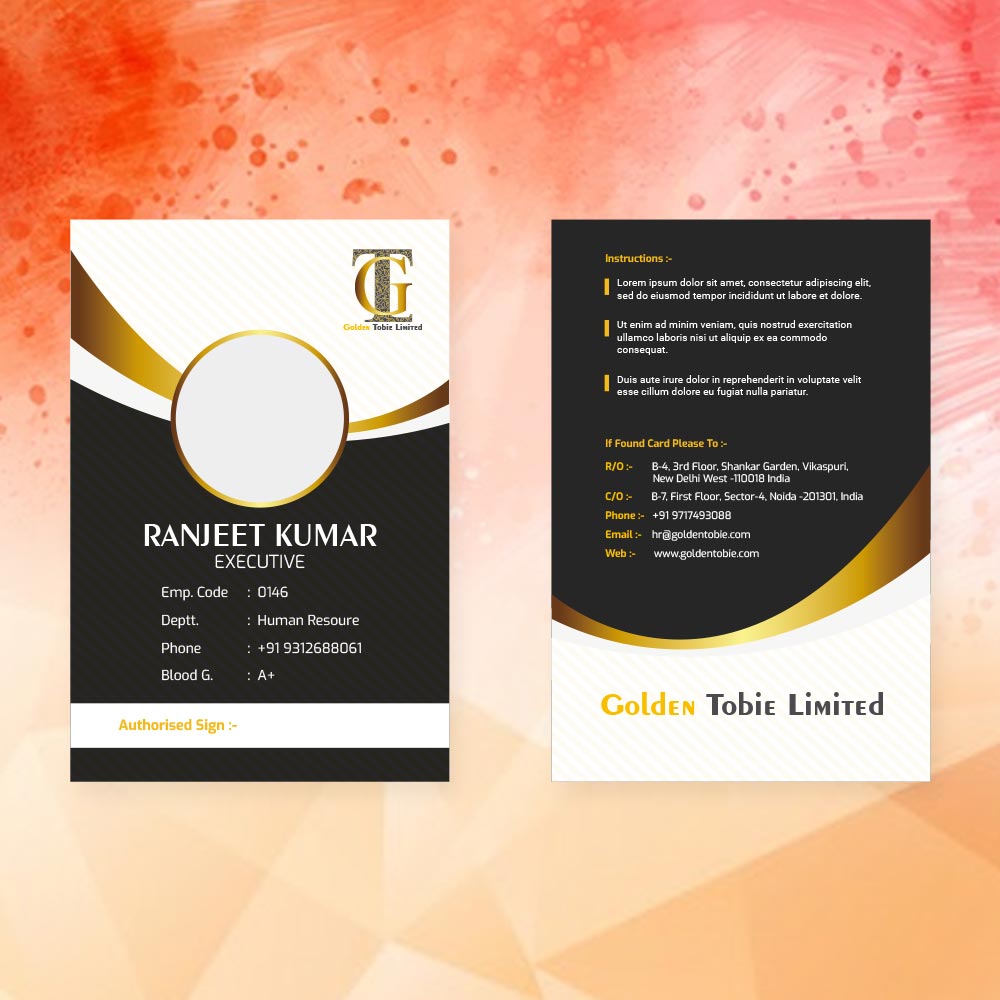 TG
Golden Tobie Limited
RANJEET KUMAR
EXECUTIVE
Emp. Code : 0146
Deptt. : Human Resoure
Phone : +91 9312688061
Blood G. : A+
Authorised Sign :-
Instructions :-
Lorem ipsum dolor sit amet, consectetur adipiscing elit,
sed do eiusmod tempor incididunt ut labore et dolore.
Ut enim ad minim veniam, quis nostrud exercitation
ullamco laboris nisi ut aliquip ex ea commodo
consequat.
Duis aute irure dolor in reprehenderit in voluptate velit
esse cillum dolore eu fugiat nulla pariatur.
If Found Card Please To :-
R/O :- B-4, 3rd Floor, Shankar Garden, Vikaspuri,
New Delhi West -110018 India
C/O :- B-7, First Floor, Sector-4, Noida -201301, India
Phone :- +91 9717493088
Email :- hr@goldentobie.com
Web :- www.goldentobie.com
Golden Tobie Limited